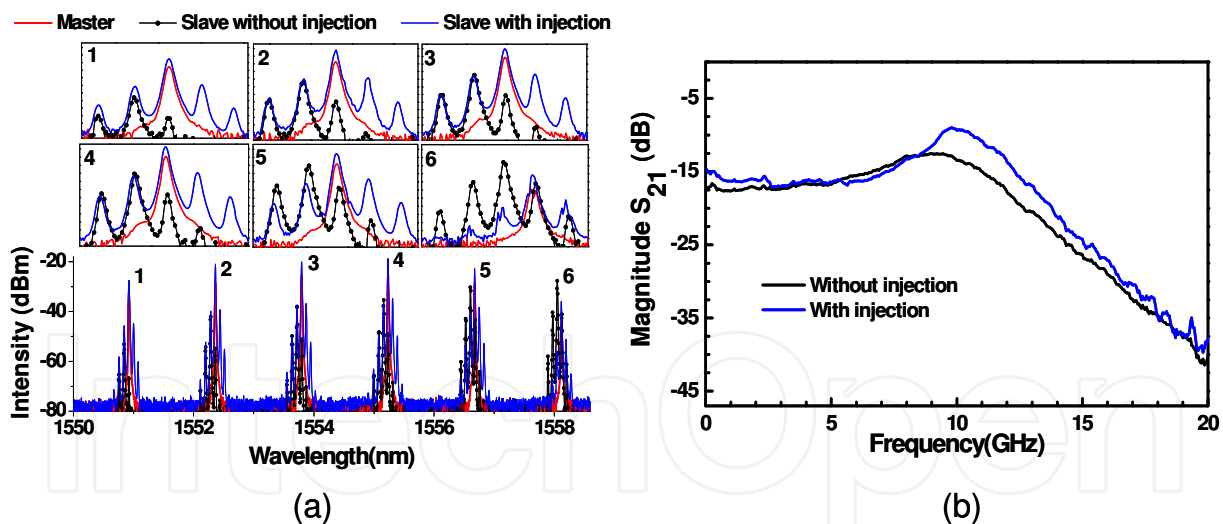 Master Slave without injection Slave with injection
1 2 3
4 5 6
Intensity (dBm)
-20
-40
-60
-80
1 2 3 4 5 6
1550 1552 1554 1556 1558
Wavelength(nm)
(a)
Magnitude S21 (dB)
-5
-15
-25
-35
-45
Without injection
With injection
0 5 10 15 20
Frequency(GHz)
(b)
IntechOpen